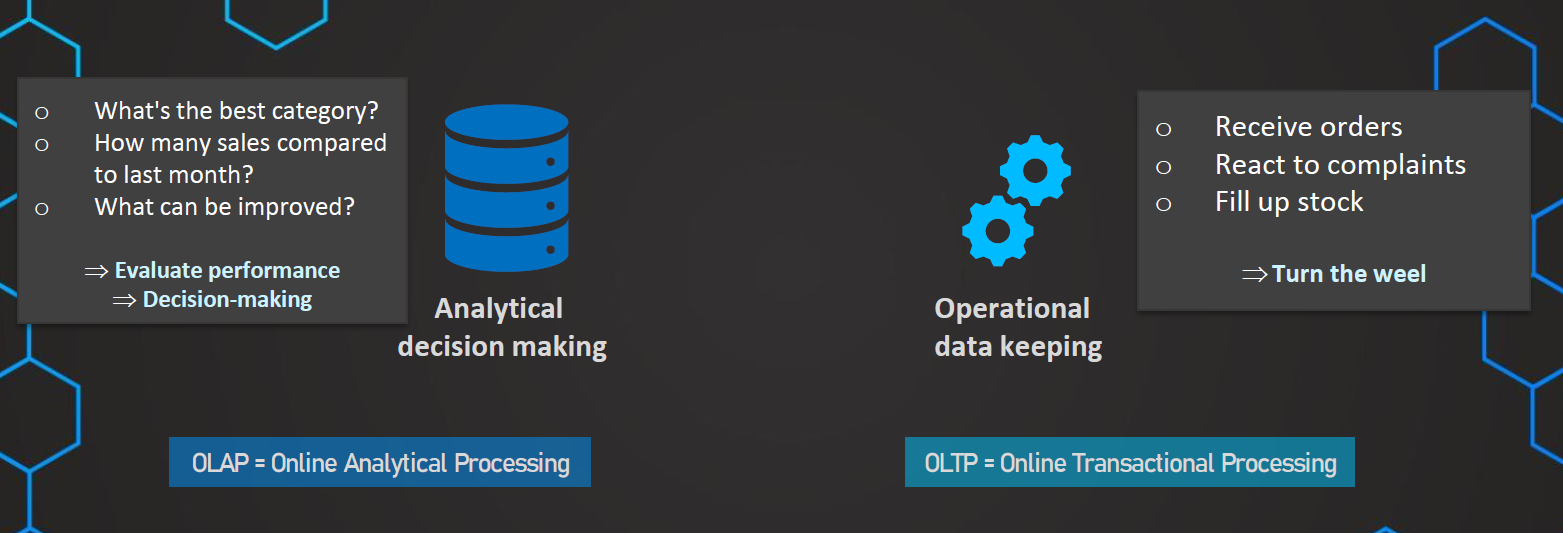 o What's the best category?
o How many sales compared
to last month?
o What can be improved?
⇒ Evaluate performance
⇒ Decision-making
Analytical
decision making
OLAP = Online Analytical Processing
Operational
data keeping
o Receive orders
o React to complaints
o Fill up stock
⇒ Turn the weel
OLTP = Online Transactional Processing